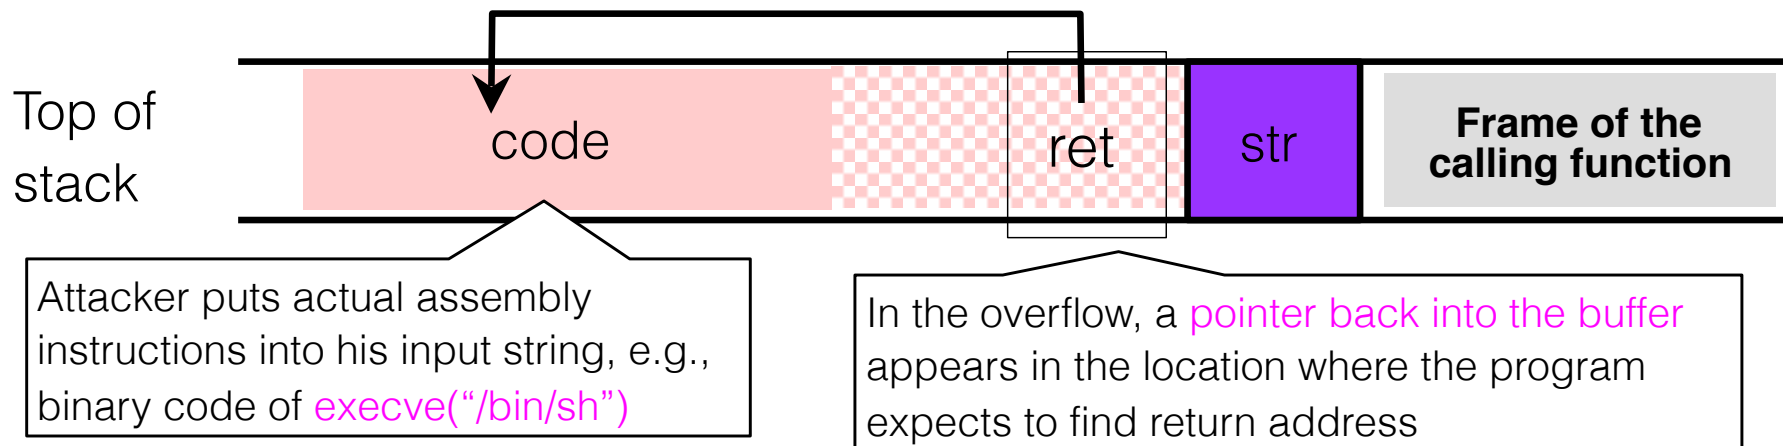 Top of
stack
code
ret
str
Frame of the
calling function
Attacker puts actual assembly
instructions into his input string, e.g.,
binary code of execve(“/bin/sh”)
In the overflow, a pointer back into the buffer
appears in the location where the program
expects to find return address